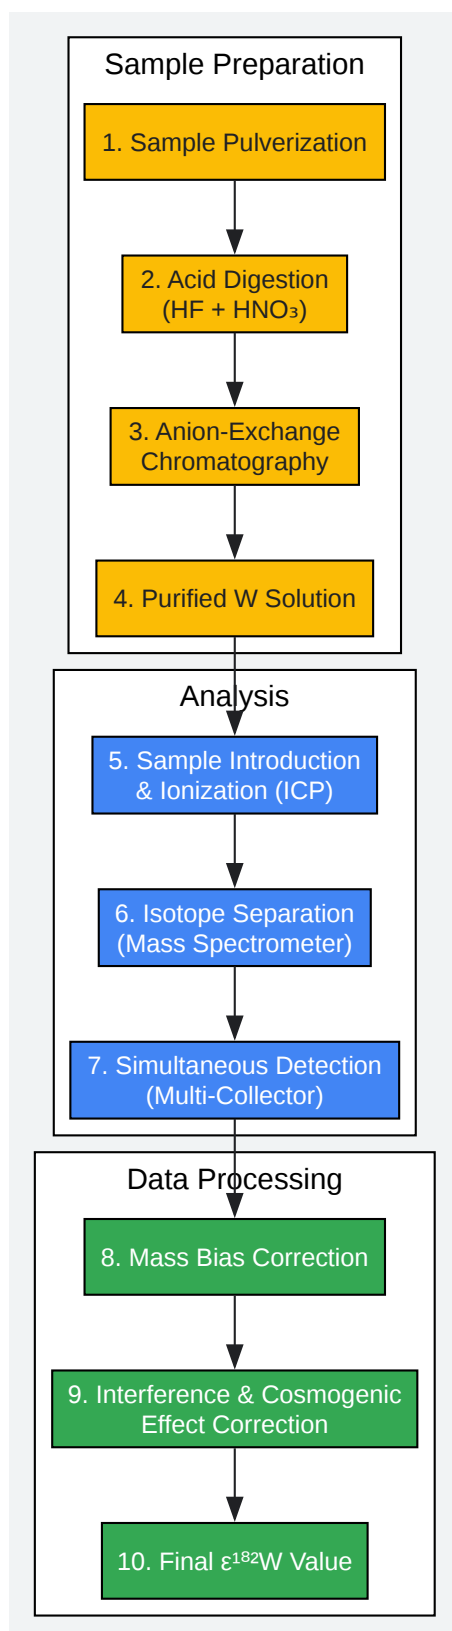 Sample Preparation
1. Sample Pulverization
2. Acid Digestion
(HF + HNO₃)
3. Anion-Exchange
Chromatography
4. Purified W Solution
Analysis
5. Sample Introduction
& Ionization (ICP)
6. Isotope Separation
(Mass Spectrometer)
7. Simultaneous Detection
(Multi-Collector)
Data Processing
8. Mass Bias Correction
9. Interference & Cosmogenic
Effect Correction
10. Final ε¹⁸²W Value